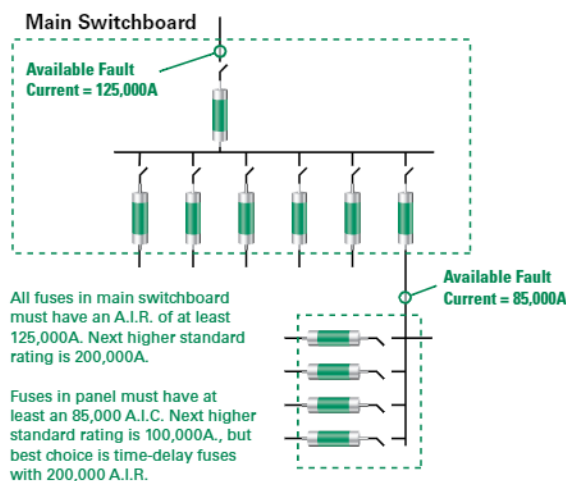 Main Switchboard
Available Fault
Current = 125,000A
Available Fault
Current = 85,000A
All fuses in main switchboard
must have an A.I.R. of at least
125,000A. Next higher standard
rating is 200,000A.
Fuses in panel must have at
least an 85,000 A.I.C. Next higher
standard rating is 100,000A., but
best choice is time-delay fuses
with 200,000 A.I.R.